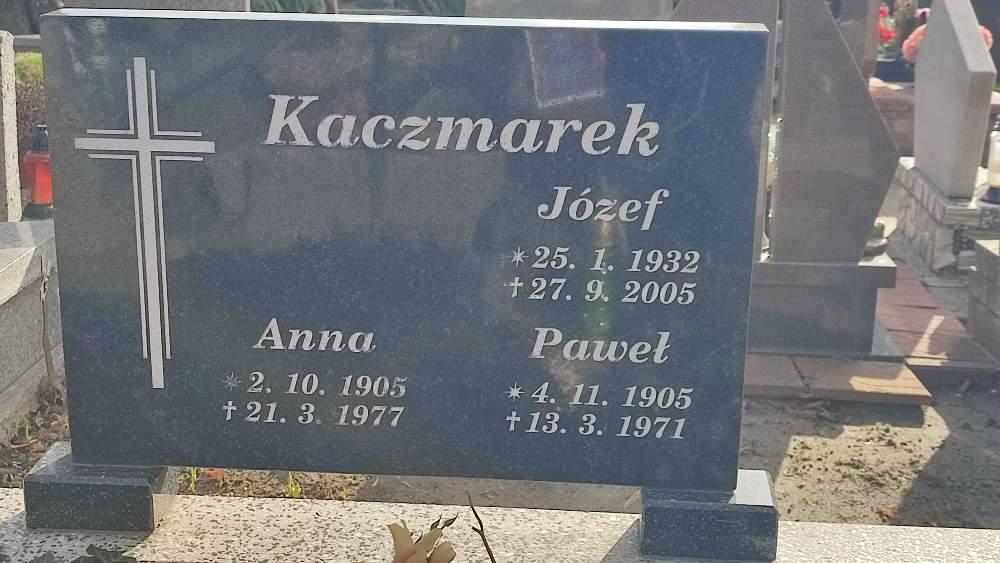 Kaczmarek
Józef
*25. 1. 1932
†27. 9. 2005
Anna
*2. 10. 1905
†21. 3. 1977
Paweł
*4. 11. 1905
†13. 3. 1971